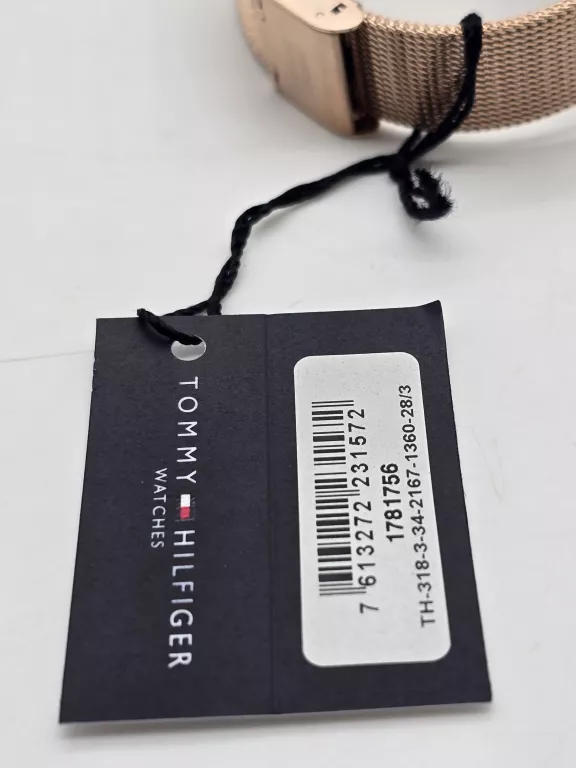 TOMMY HILFIGER
WATCHES
7 613272 231572
1781756
TH-318-3-34-2167-1360-28/3